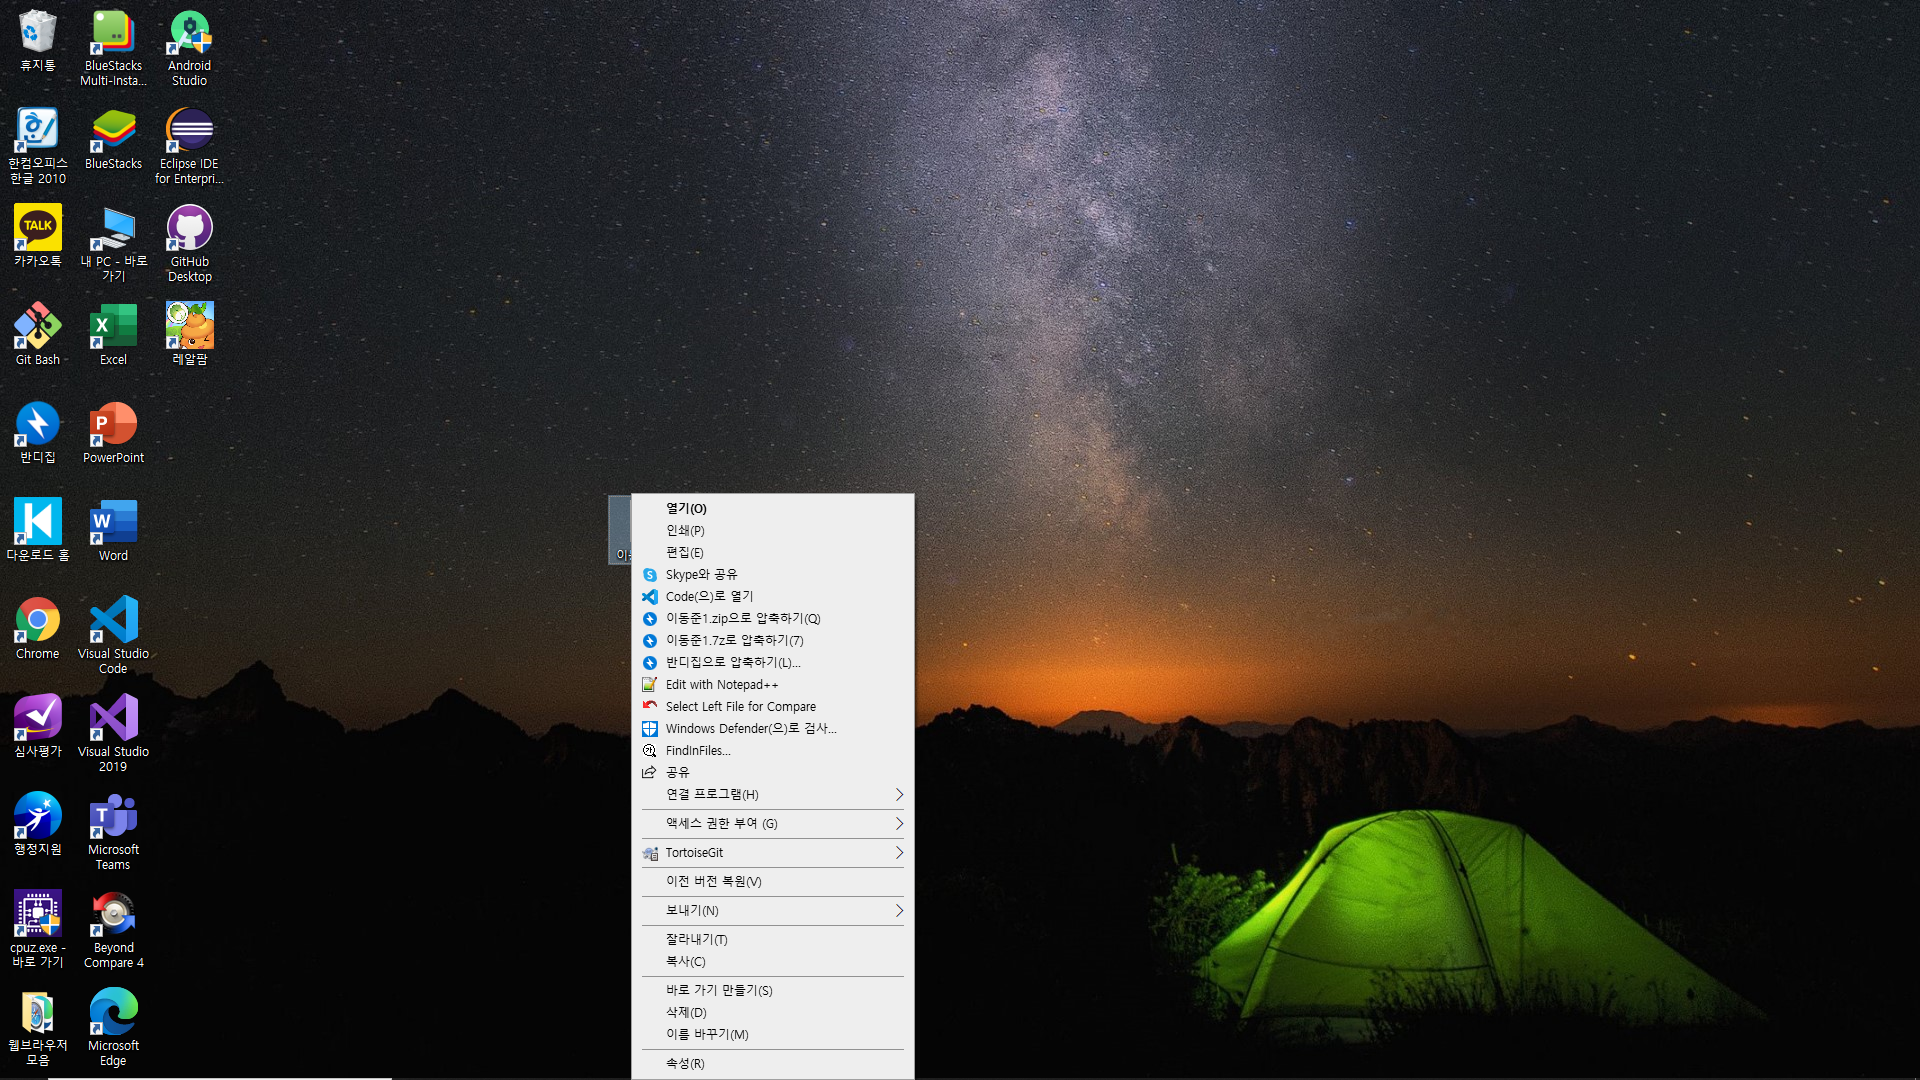 휴지통
BlueStacks
Multi-Insta...
Android
Studio
한컴오피스
한글 2010
BlueStacks
Eclipse IDE
for Enterpri...
TALK
카카오톡
내 PC - 바로
가기
GitHub
Desktop
Git Bash
Excel
레알팜
반디집
PowerPoint
다운로드 홈
Word
Chrome
Visual Studio
Code
심사평가
Visual Studio
2019
행정지원
Microsoft
Teams
cpuz.exe -
바로 가기
Beyond
Compare 4
웹브라우저
모음
Microsoft
Edge
열기(O)
인쇄(P)
편집(E)
Skype와 공유
Code(으)로 열기
이동준1.zip으로 압축하기(Q)
이동준1.7z로 압축하기(7)
반디집으로 압축하기(L)...
Edit with Notepad++
Select Left File for Compare
Windows Defender(으)로 검사...
FindInFiles...
공유
연결 프로그램(H)
액세스 권한 부여 (G)
TortoiseGit
이전 버전 복원(V)
보내기(N)
잘라내기(T)
복사(C)
바로 가기 만들기(S)
삭제(D)
이름 바꾸기(M)
속성(R)